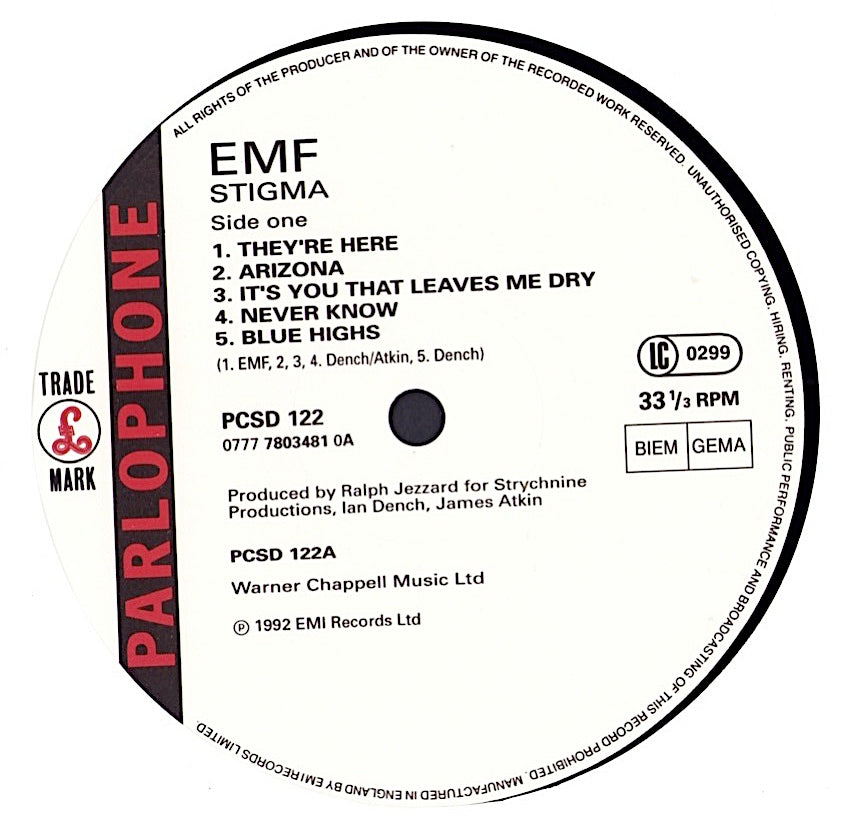 ALL RIGHTS OF THE PRODUCER AND OF THE OWNER OF THE RECORDED WORK RESERVED. UNAUTHORISED COPYING. HIRING. RENTING. PUBLIC PERFORMANCE AND BROADCASTING OF THIS RECORD PROHIBITED. MANUFACTURED IN ENGLAND BY EMI RECORDS LIMITED.
EMF
STIGMA
Side one
1. THEY'RE HERE
2. ARIZONA
3. IT'S YOU THAT LEAVES ME DRY
4. NEVER KNOW
5. BLUE HIGHS
(1. EMF, 2, 3, 4. Dench/Atkin, 5. Dench)
LC 0299
33 1/3 RPM
BIEM GEMA
PARLOPHONE
TRADE
£
MARK
PCSD 122
0777 7803481 0A
Produced by Ralph Jezzard for Strychnine
Productions, Ian Dench, James Atkin
PCSD 122A
Warner Chappell Music Ltd
℗ 1992 EMI Records Ltd